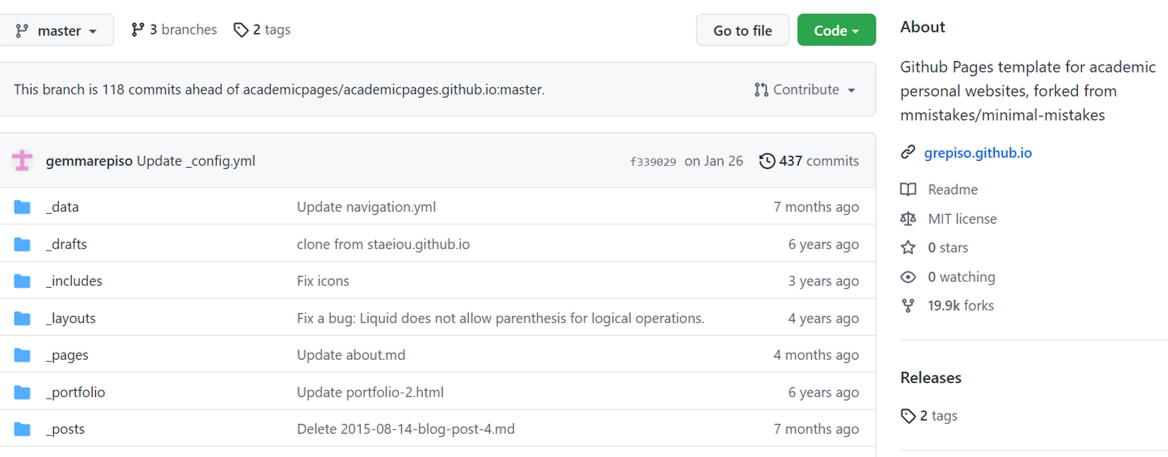 master 3 branches 2 tags Go to file Code
This branch is 118 commits ahead of academicpages/academicpages.github.io:master. Contribute
gemmarepiso Update _config.yml f339029 on Jan 26 437 commits
_data Update navigation.yml 7 months ago
_drafts clone from staeiou.github.io 6 years ago
_includes Fix icons 3 years ago
_layouts Fix a bug: Liquid does not allow parenthesis for logical operations. 4 years ago
_pages Update about.md 4 months ago
_portfolio Update portfolio-2.html 6 years ago
_posts Delete 2015-08-14-blog-post-4.md 7 months ago
About
Github Pages template for academic
personal websites, forked from
mmistakes/minimal-mistakes
grepiso.github.io
Readme
MIT license
0 stars
0 watching
19.9k forks
Releases
2 tags